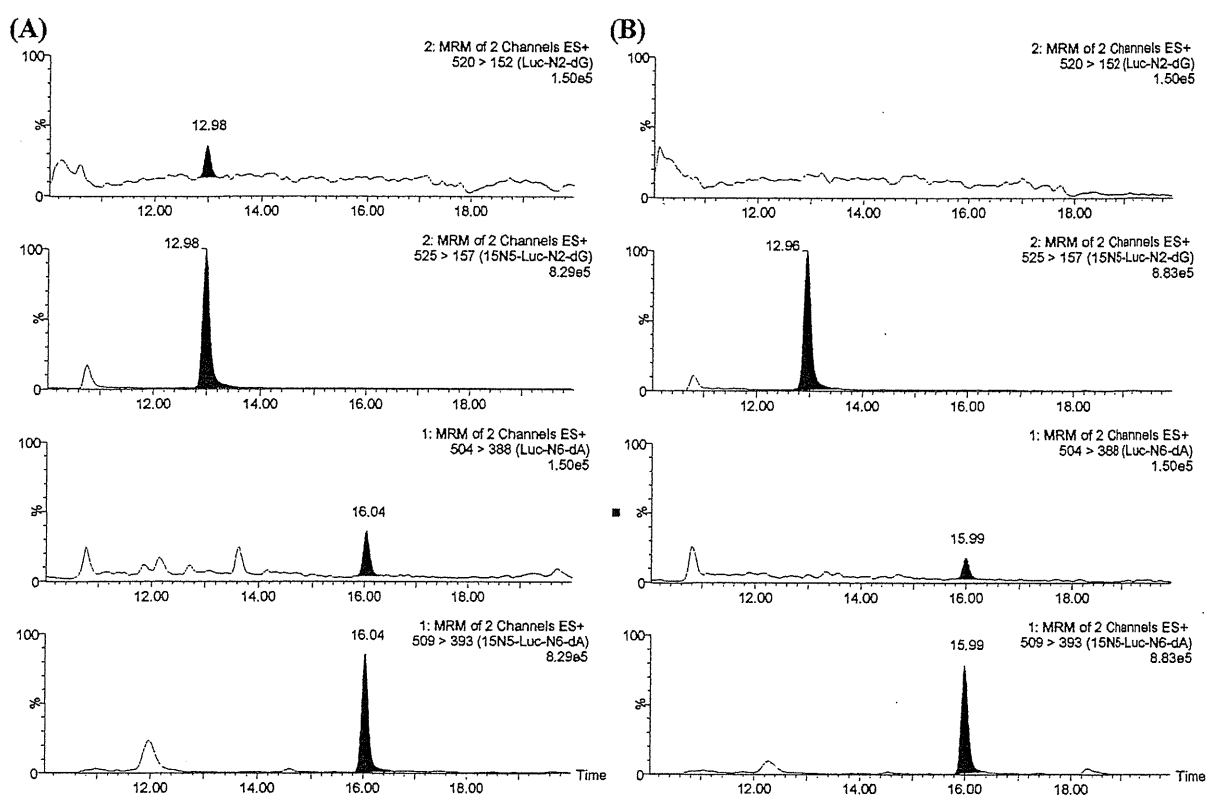 (A)
2: MRM of 2 Channels ES+
520 > 152 (Luc-N2-dG)
1.50e5
100
%
0
12.98
12.00 14.00 16.00 18.00
2: MRM of 2 Channels ES+
525 > 157 (15N5-Luc-N2-dG)
8.29e5
100
%
0
12.98
12.00 14.00 16.00 18.00
1: MRM of 2 Channels ES+
504 > 388 (Luc-N6-dA)
1.50e5
100
%
0
16.04
12.00 14.00 16.00 18.00
1: MRM of 2 Channels ES+
509 > 393 (15N5-Luc-N6-dA)
8.29e5
100
%
0
16.04
12.00 14.00 16.00 18.00
Time
(B)
2: MRM of 2 Channels ES+
520 > 152 (Luc-N2-dG)
1.50e5
100
%
0
12.00 14.00 16.00 18.00
2: MRM of 2 Channels ES+
525 > 157 (15N5-Luc-N2-dG)
8.83e5
100
%
0
12.96
12.00 14.00 16.00 18.00
1: MRM of 2 Channels ES+
504 > 388 (Luc-N6-dA)
1.50e5
100
%
0
15.99
12.00 14.00 16.00 18.00
1: MRM of 2 Channels ES+
509 > 393 (15N5-Luc-N6-dA)
8.83e5
100
%
0
15.99
12.00 14.00 16.00 18.00
Time